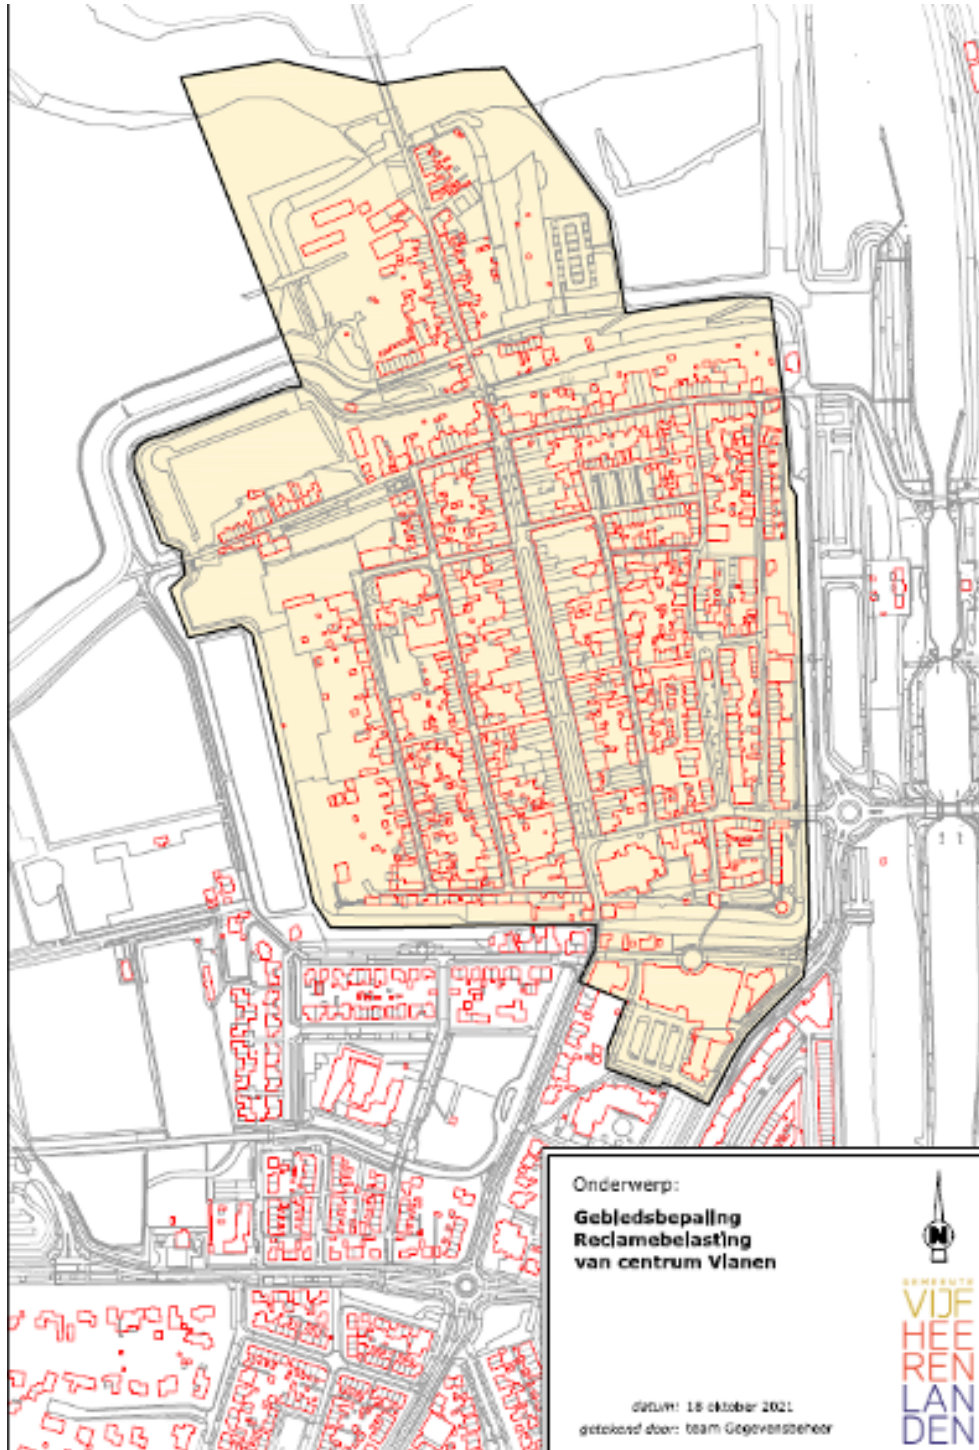 Onderwerp:
Gebiedsbepaling
Reclamebelasting
van centrum Vianen
N
GEMEENTE
VIJF
HEE
REN
LAN
DEN
datum: 18 oktober 2021
getekend door: team Gegevensbeheer